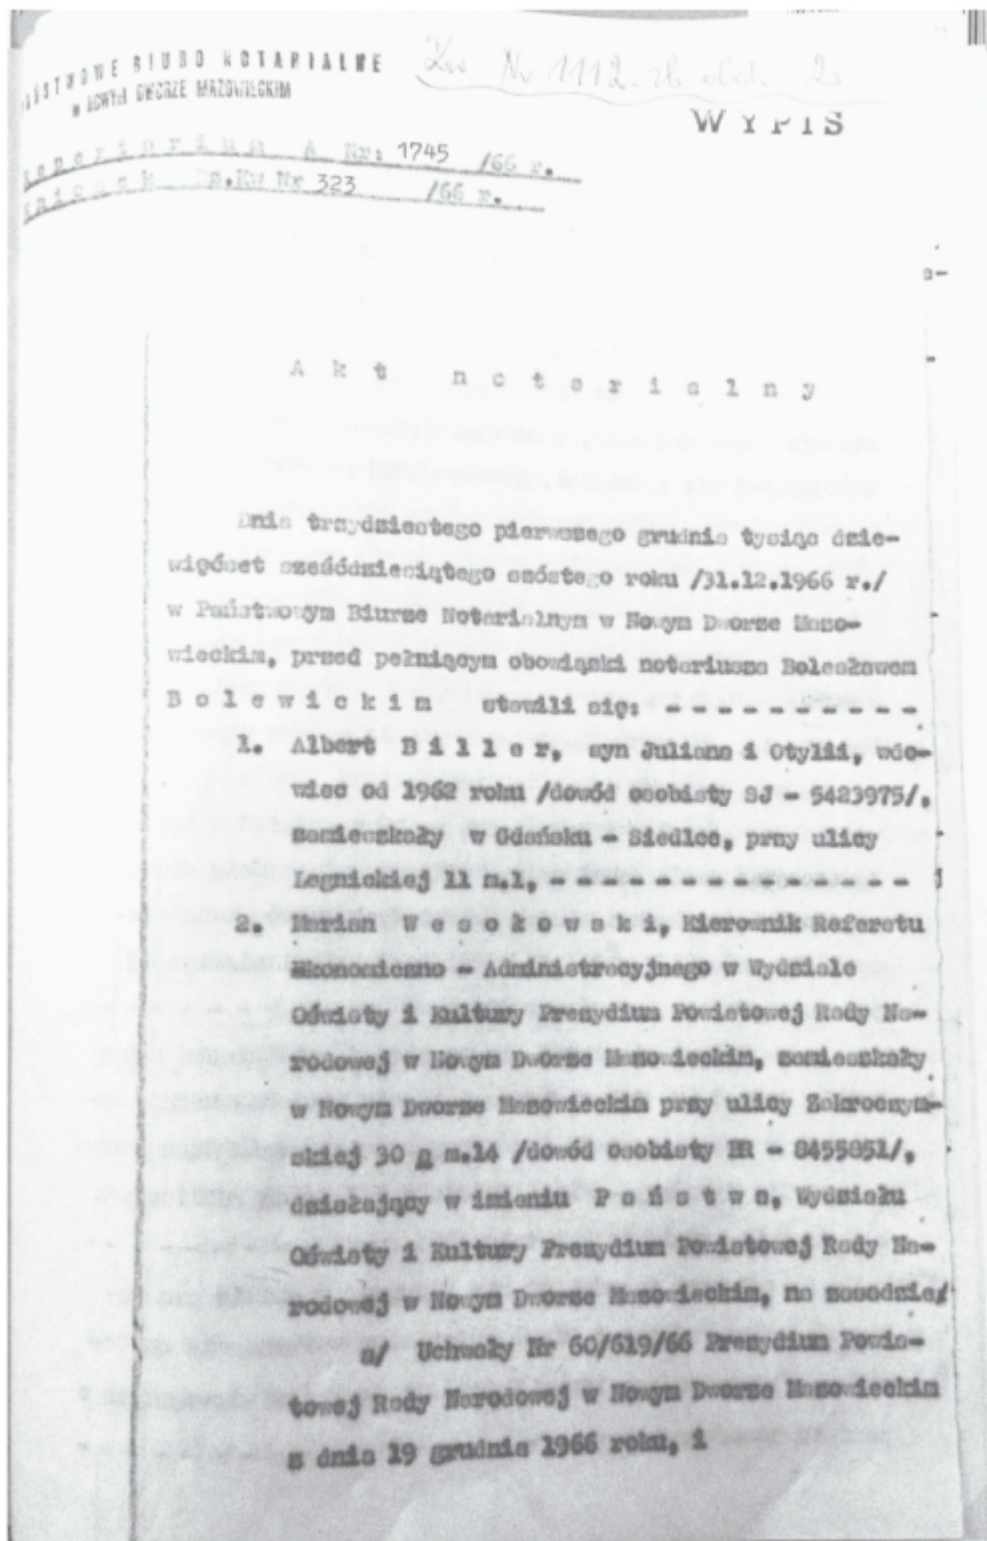 PAŃSTWOWE BIURO NOTARIALNE
w NOWYM DWORZE MAZOWIECKIM
Kw Nr 1112
WYPIS
Repertorium A Nr: 1745 /66 r.
Wniosek Dz.Kw Nr 323 /66 r.
Akt notarialny
Dnia trzydziestego pierwszego grudnia tysiąc dzie-
więćset sześćdziesiątego szóstego roku /31.12.1966 r./
w Państwowym Biurze Notarialnym w Nowym Dworze Mazo-
wieckim, przed pełniącym obowiązki notariusza Bolesławem
Bolewickim stawili się: - - - - - - - - - - -
1. Albert Biller, syn Juliana i Otylii, wdo-
wiec od 1962 roku /dowód osobisty SJ - 5423975/,
zamieszkały w Gdańsku - Siedlce, przy ulicy
Legnickiej 11 m.1, - - - - - - - - - - - - - - -
2. Marian Wesołowski, Kierownik Referatu
Ekonomiczno - Administracyjnego w Wydziale
Oświaty i Kultury Prezydium Powiatowej Rady Na-
rodowej w Nowym Dworze Mazowieckim, zamieszkały
w Nowym Dworze Mazowieckim przy ulicy Zakroczym-
skiej 30 g m.14 /dowód osobisty HR - 8455851/,
działający w imieniu Państwa, Wydziału
Oświaty i Kultury Prezydium Powiatowej Rady Na-
rodowej w Nowym Dworze Mazowieckim, na zasadzie/
a/ Uchwały Nr 60/619/66 Prezydium Powia-
towej Rady Narodowej w Nowym Dworze Mazowieckim
z dnia 19 grudnia 1966 roku, i